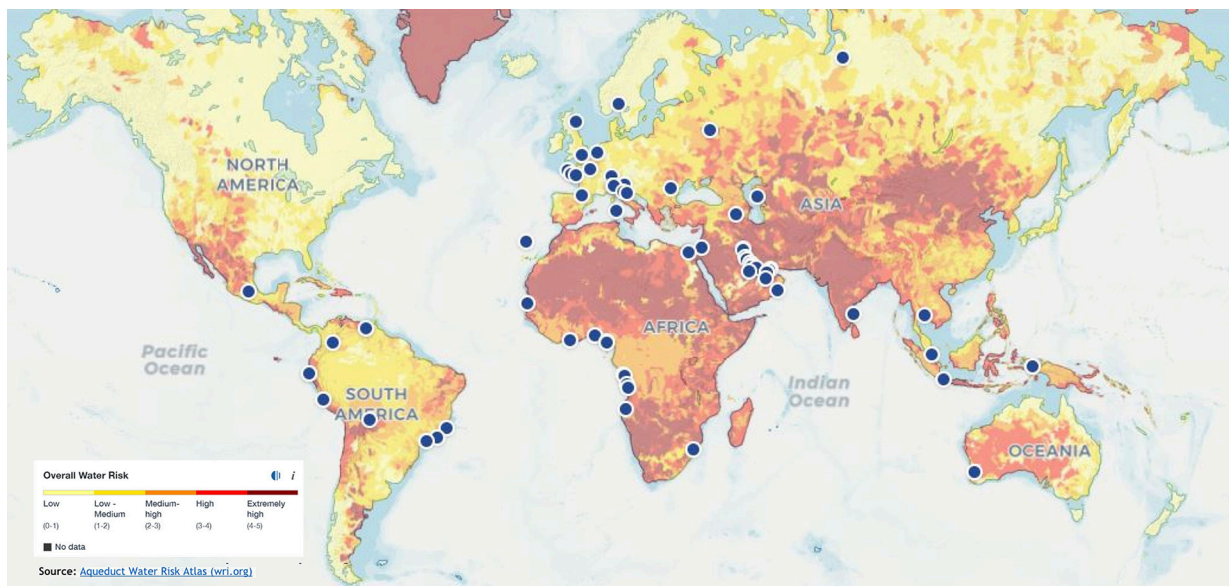 NORTH
AMERICA
ASIA
AFRICA
Pacific
Ocean
SOUTH
AMERICA
Indian
Ocean
OCEANIA
Overall Water Risk
i
Low
Low -
Medium
Medium-
high
High
Extremely
high
(0-1)
(1-2)
(2-3)
(3-4)
(4-5)
No data
Source: Aqueduct Water Risk Atlas (wri.org)